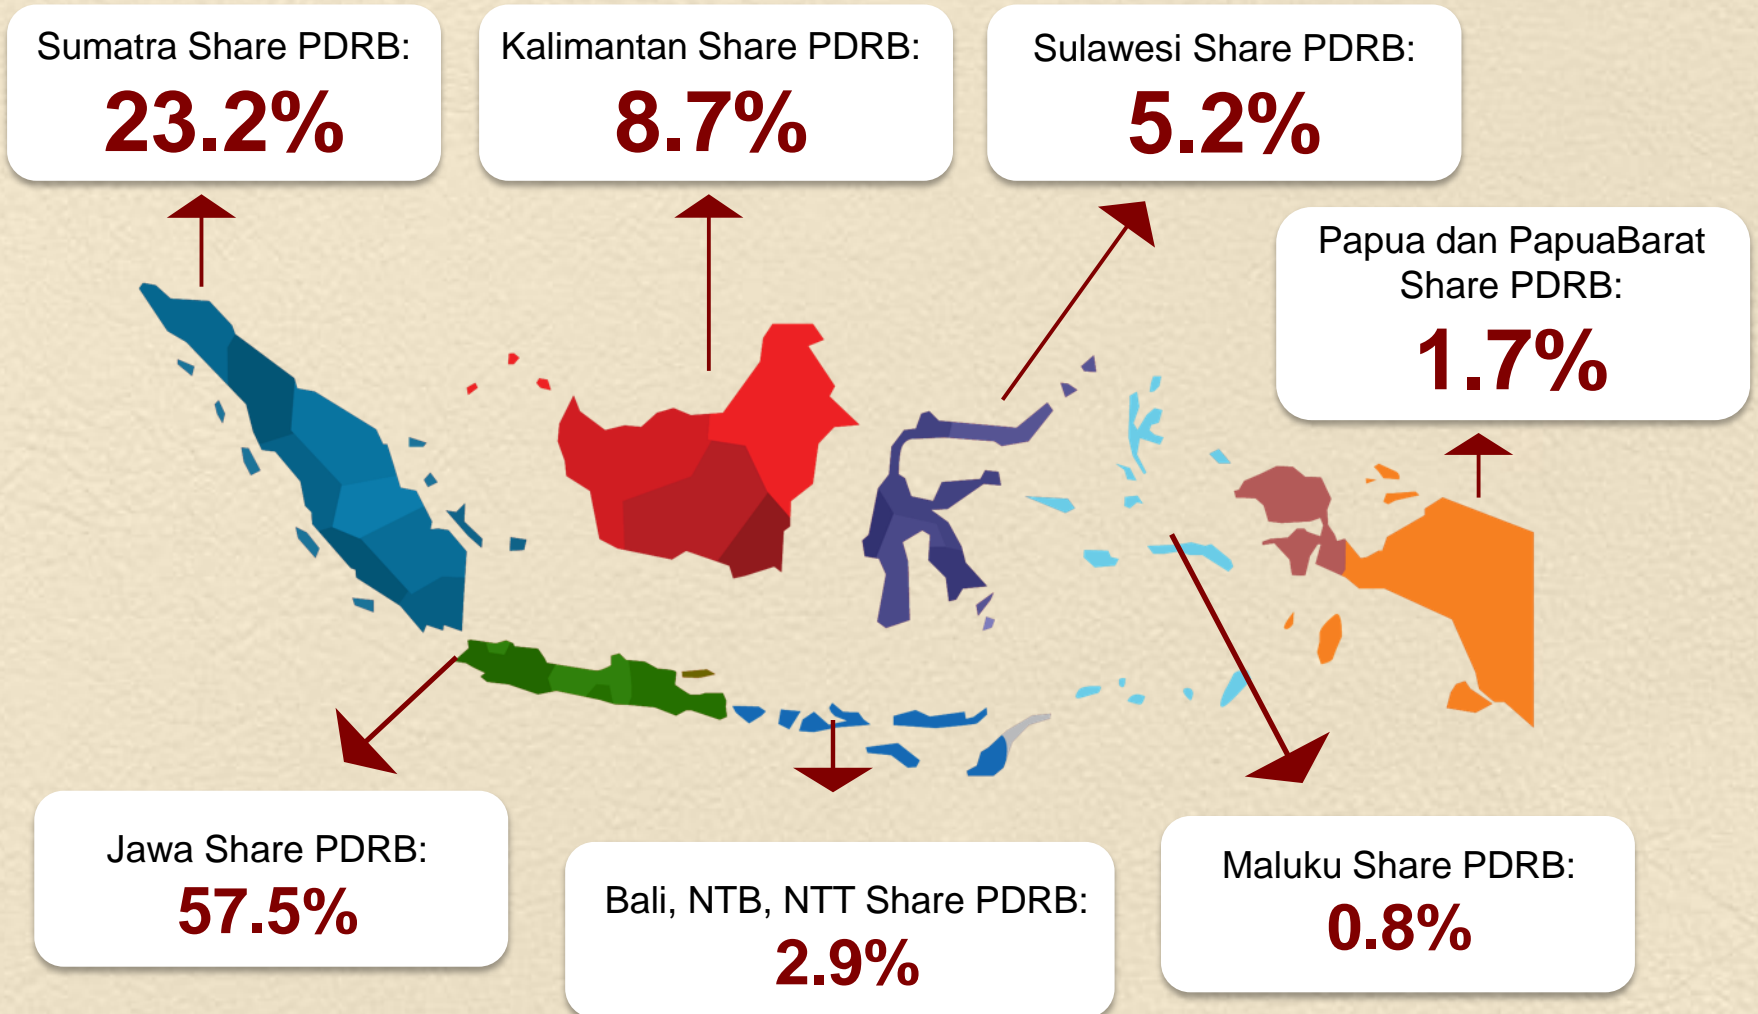 Sumatra Share PDRB:
23.2%
Kalimantan Share PDRB:
8.7%
Sulawesi Share PDRB:
5.2%
Papua dan PapuaBarat
Share PDRB:
1.7%
Jawa Share PDRB:
57.5%
Bali, NTB, NTT Share PDRB:
2.9%
Maluku Share PDRB:
0.8%